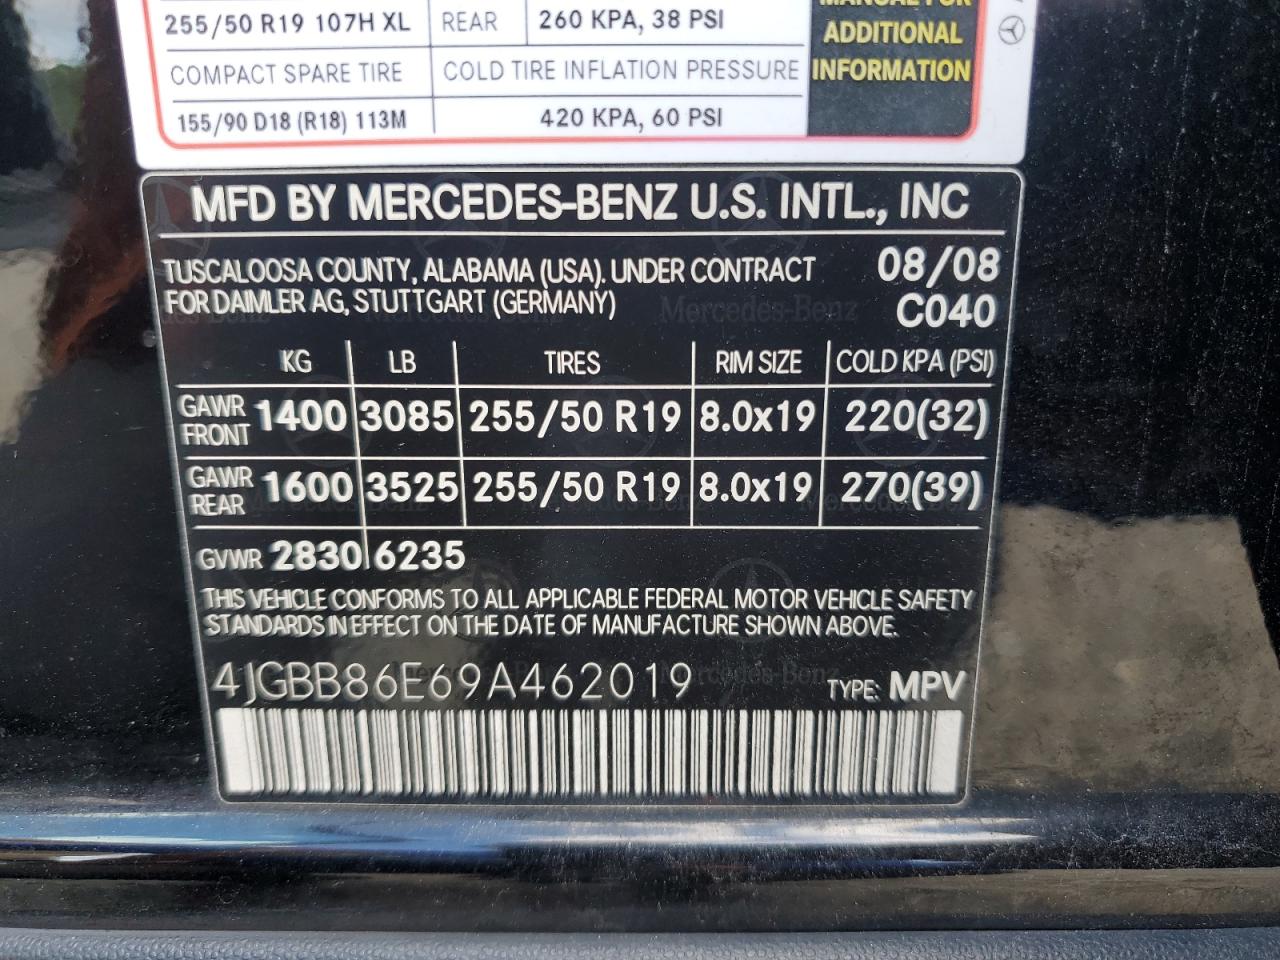 255/50 R19 107H XL REAR 260 KPA, 38 PSI
MANUAL FOR
ADDITIONAL
INFORMATION
COMPACT SPARE TIRE COLD TIRE INFLATION PRESSURE
155/90 D18 (R18) 113M 420 KPA, 60 PSI
MFD BY MERCEDES-BENZ U.S. INTL., INC
TUSCALOOSA COUNTY, ALABAMA (USA). UNDER CONTRACT 08/08
FOR DAIMLER AG, STUTTGART (GERMANY) C040
KG LB TIRES RIM SIZE COLD KPA (PSI)
GAWR FRONT 1400 3085 255/50 R19 8.0x19 220(32)
GAWR REAR 1600 3525 255/50 R19 8.0x19 270(39)
GVWR 2830 6235
THIS VEHICLE CONFORMS TO ALL APPLICABLE FEDERAL MOTOR VEHICLE SAFETY
STANDARDS IN EFFECT ON THE DATE OF MANUFACTURE SHOWN ABOVE.
4JGBB86E69A462019 TYPE: MPV